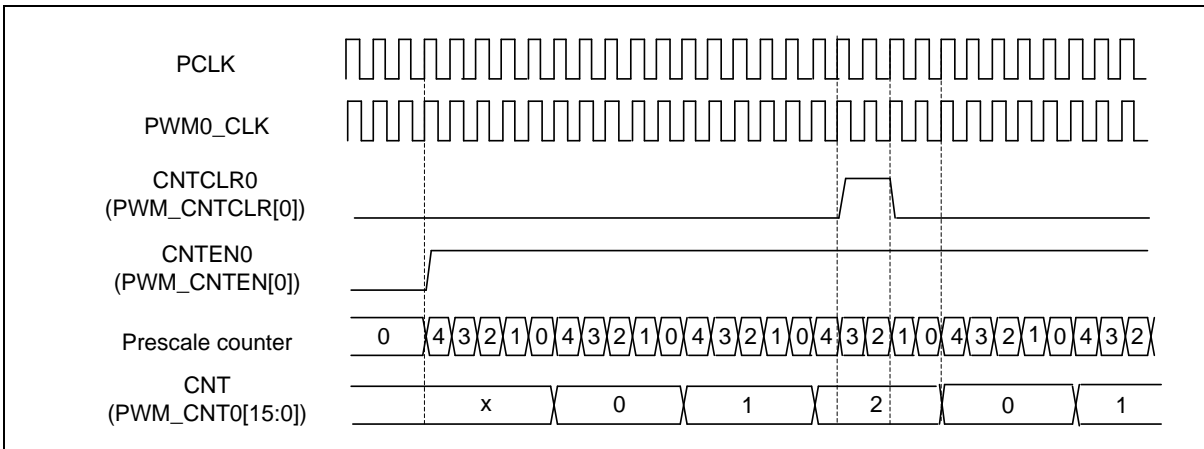 PCLK
PWM0_CLK
CNTCLR0
(PWM_CNTCLR[0])
CNTEN0
(PWM_CNTEN[0])
Prescale counter 0 4 3 2 1 0 4 3 2 1 0 4 3 2 1 0 4 3 2 1 0 4 3 2 1 0 4 3 2
CNT
(PWM_CNT0[15:0]) x 0 1 2 0 1